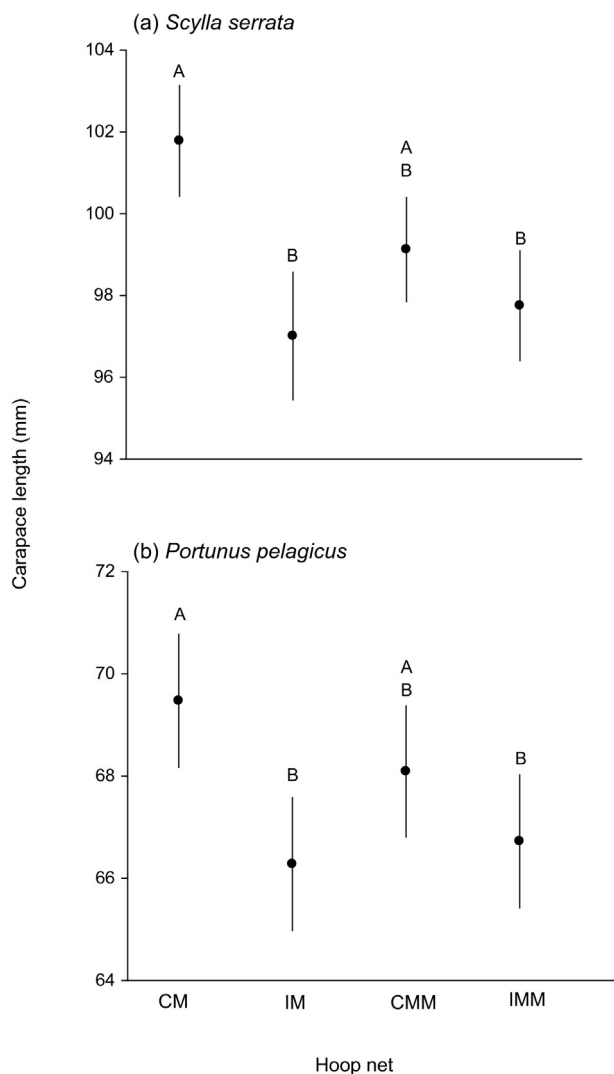 (a) Scylla serrata
104
102
100
98
96
94
A
B
A
B
B
Carapace length (mm)
(b) Portunus pelagicus
72
70
68
66
64
A
B
A
B
B
CM IM CMM IMM
Hoop net